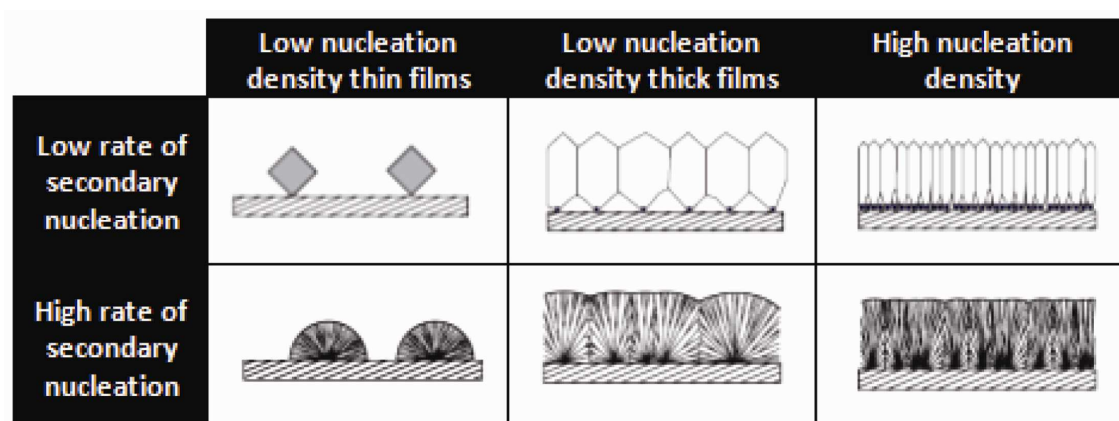 Low nucleation
density thin films
Low nucleation
density thick films
High nucleation
density
Low rate of
secondary
nucleation
High rate of
secondary
nucleation